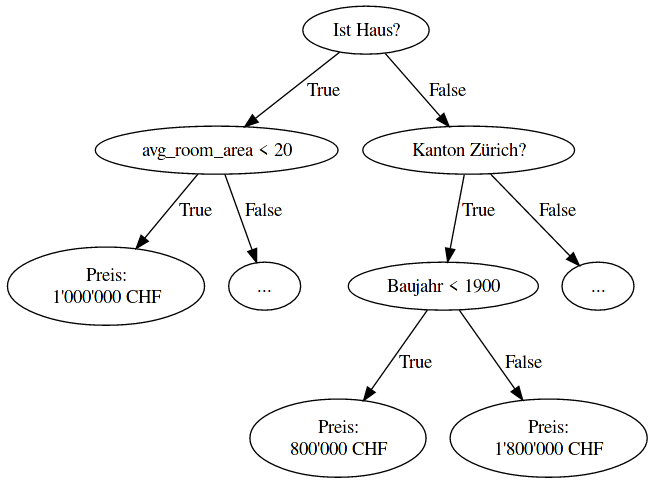 Ist Haus?
True
False
avg_room_area < 20
Kanton Zürich?
True
False
True
False
Preis:
1'000'000 CHF
...
Baujahr < 1900
...
True
False
Preis:
800'000 CHF
Preis:
1'800'000 CHF